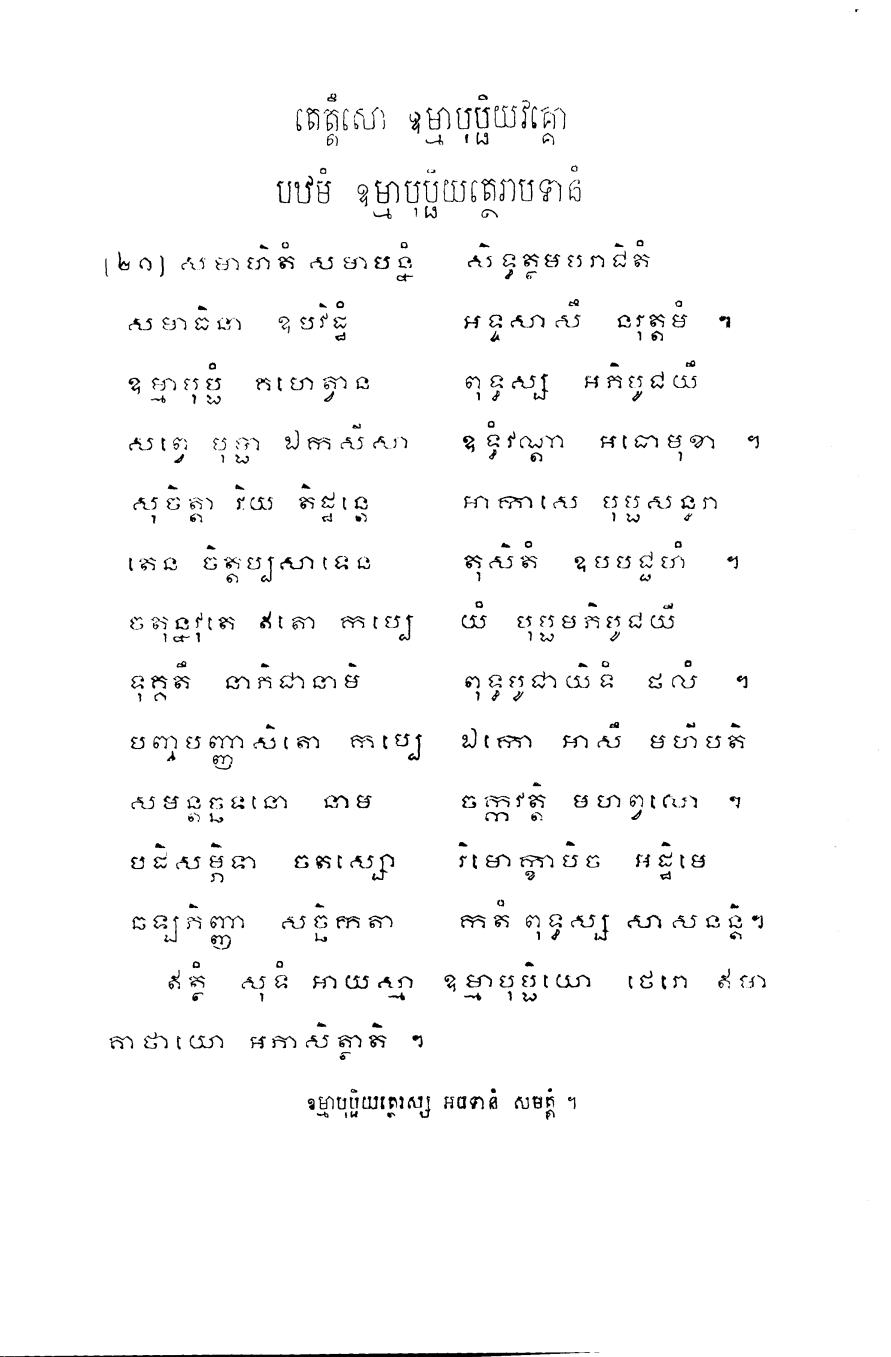 តេត្តឹសោ ឧម្មាបុប្ផិយវគ្គោ
បឋមំ ឧម្មាបុប្ផិយត្ថេរាបទានំ
[២១] សមាហិតំ សមាបន្នំ សិទ្ធត្ថមបរាជិតំ
សមាធិនា ឧបវិដ្ឋំ អទ្ទសាសឹ នរុត្តមំ ។
ឧម្មាបុប្ផំ គហេត្វាន ពុទ្ធស្ស អភិបូជយឹ
សព្វេ បុប្ផា ឯកសីសា ឧទ្ធំវណ្តា អធោមុខា ។
សុចិត្តា វិយ តិដ្ឋន្តេ អាកាសេ បុប្ផសន្ថរា
តេន ចិត្តប្បសាទេន តុសិតំ ឧបបជ្ជហំ ។
ចតុន្នវុតេ ឥតោ កប្បេ យំ បុប្ផមភិបូជយឹ
ទុគ្គតឹ នាភិជានាមិ ពុទ្ធបូជាយិទំ ផលំ ។
បញ្ចបញ្ញាសិតោ កប្បេ ឯកោ អាសឹ មហីបតិ
សមន្តច្ឆទនោ នាម ចក្កវត្តិ មហព្វលោ ។
បដិសម្ភិទា ចតស្សោ វិមោក្ខាបិច អដ្ឋិមេ
ឆឡភិញ្ញា សច្ឆិកតា កតំ ពុទ្ធស្ស សាសនន្តិ។
ឥត្ថំ សុទំ អាយស្មា ឧម្មាបុប្ផិយោ ថេរោ ឥមា
គាថាយោ អភាសិត្ថាតិ ។
ឧម្មាបុប្ផិយត្ថេរស្ស អបទានំ សមត្តំ ។